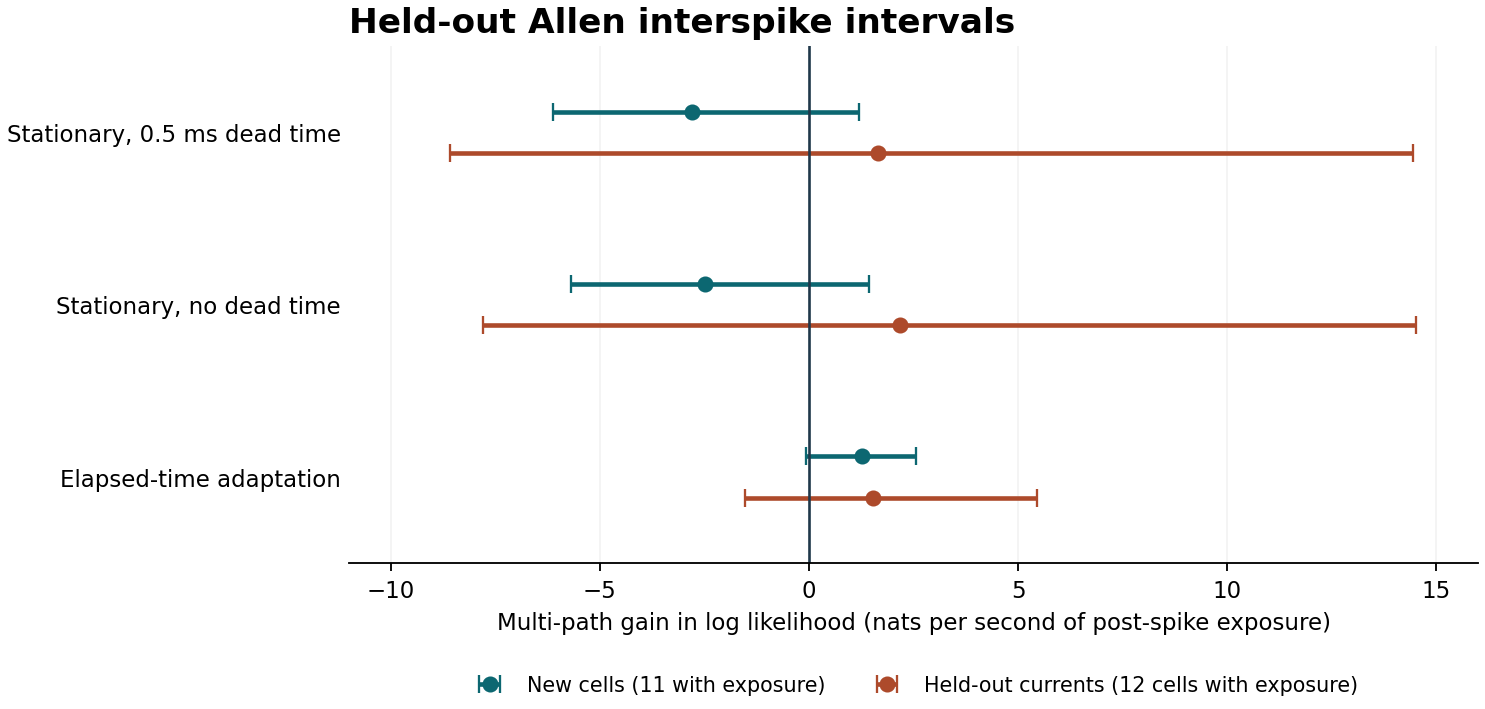 Held-out Allen interspike intervals
Stationary, 0.5 ms dead time
Stationary, no dead time
Elapsed-time adaptation
−10 −5 0 5 10 15
Multi-path gain in log likelihood (nats per second of post-spike exposure)
New cells (11 with exposure) Held-out currents (12 cells with exposure)